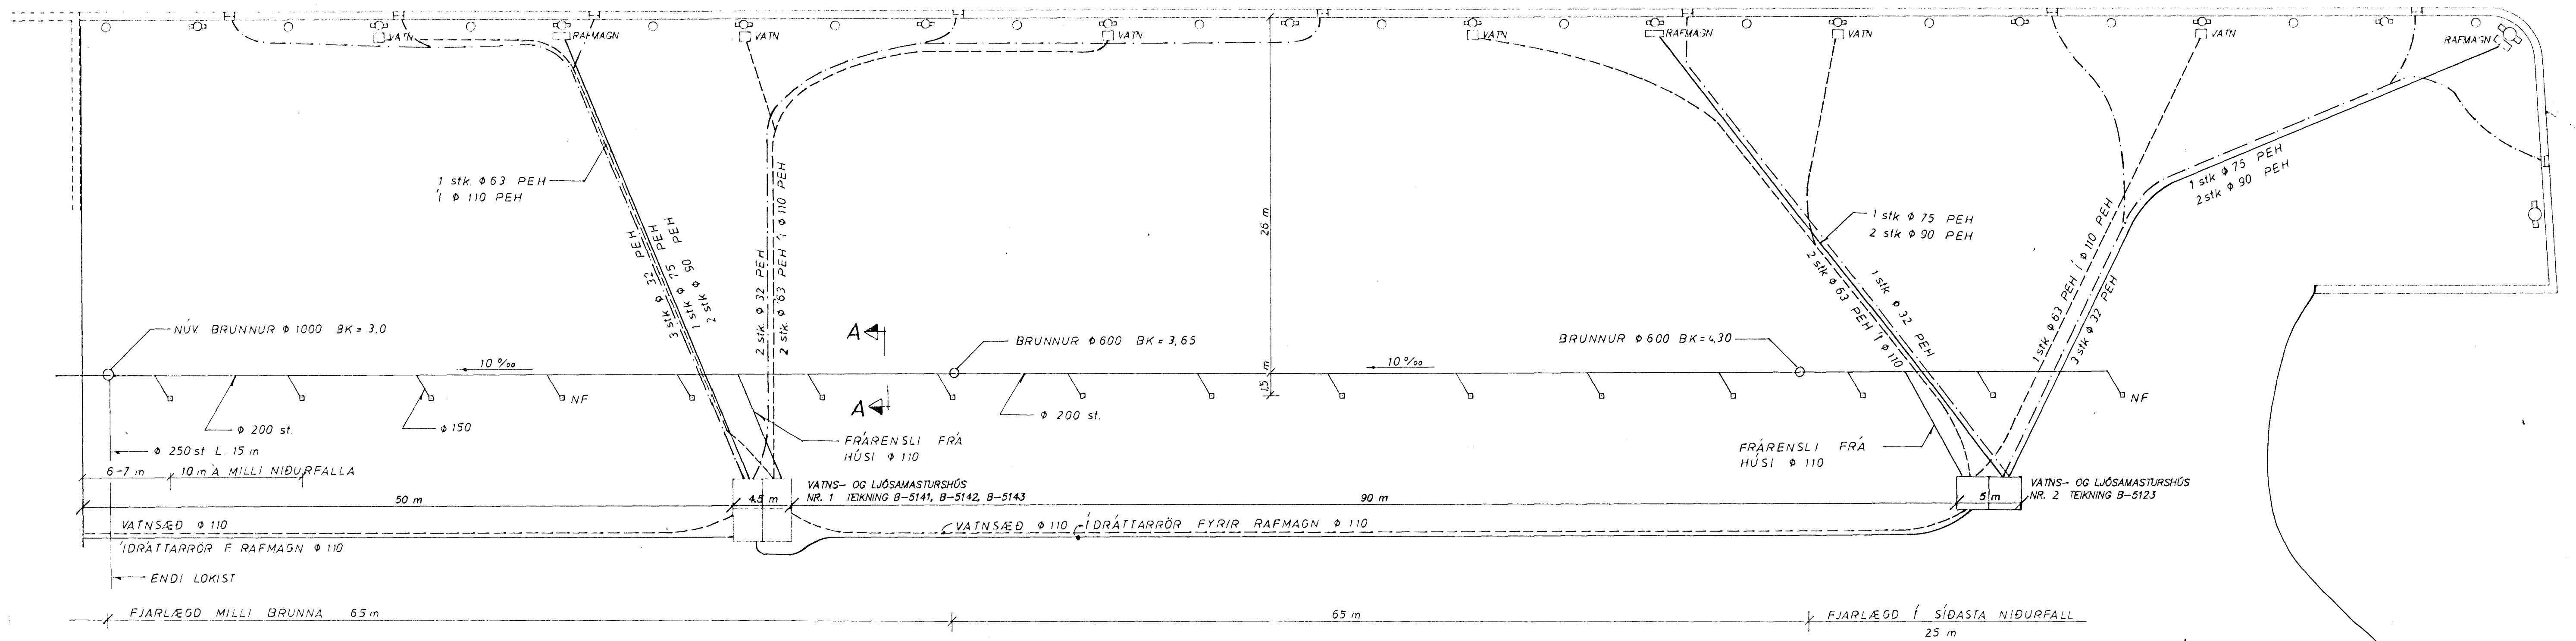 VATN
RAFMAGN
VATN
VATN
VATN
RAFMAGN
VATN
VATN
RAFMAGN
1 stk. φ 63 PEH
Í φ 110 PEH
3 stk φ 32 PEH
1 stk φ 75 PEH
2 stk φ 90 PEH
2 stk φ 32 PEH
2 stk φ 63 PEH Í φ 110 PEH
26 m
1 stk φ 75 PEH
2 stk φ 90 PEH
2 stk φ 63 PEH Í φ 110
1 stk φ 32 PEH
1 stk φ 63 PEH Í φ 110 PEH
3 stk φ 32 PEH
1 stk φ 75 PEH
2 stk φ 90 PEH
NÚV. BRUNNUR φ 1000 BK = 3,0
A
BRUNNUR φ 600 BK = 3,65
BRUNNUR φ 600 BK = 4,30
10 ‰
10 ‰
1,5 m
NF
A
NF
φ 200 st.
φ 150
φ 200 st.
FRÁRENSLI FRÁ
HÚSI φ 110
FRÁRENSLI FRÁ
HÚSI φ 110
φ 250 st L. 15 m
6-7 m
10 m Á MILLI NIÐURFALLA
50 m
4.5 m
VATNS- OG LJÓSAMASTURSHÚS
NR. 1 TEIKNING B-5141, B-5142, B-5143
90 m
5 m
VATNS- OG LJÓSAMASTURSHÚS
NR. 2 TEIKNING B-5123
VATNSÆÐ φ 110
ÍDRÁTTARRÖR F RAFMAGN φ 110
VATNSÆÐ φ 110
ÍDRÁTTARRÖR FYRIR RAFMAGN φ 110
ENDI LOKIST
FJARLÆGÐ MILLI BRUNNA 65 m
65 m
FJARLÆGÐ Í SÍÐASTA NIÐURFALL
25 m